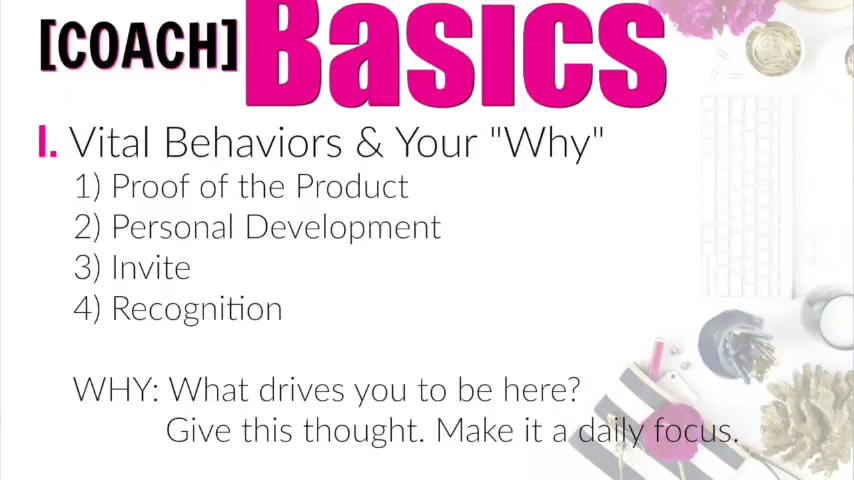 [COACH] Basics
I. Vital Behaviors & Your "Why"
1) Proof of the Product
2) Personal Development
3) Invite
4) Recognition
WHY: What drives you to be here?
Give this thought. Make it a daily focus.